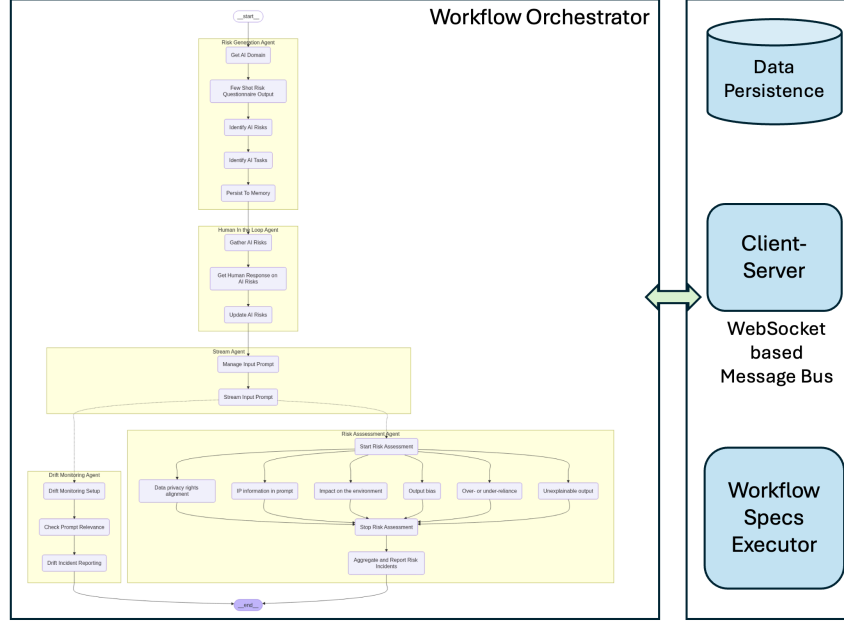 Workflow Orchestrator
__start__
Risk Generation Agent
Get AI Domain
Few Shot Risk
Questionnaire Output
Identify AI Risks
Identify AI Tasks
Persist To Memory
Human In the Loop Agent
Gather AI Risks
Get Human Response on
AI Risks
Update AI Risks
Stream Agent
Manage Input Prompt
Stream Input Prompt
Risk Asssessment Agent
Start Risk Assessment
Data privacy rights
alignment
IP information in prompt
Impact on the environment
Output bias
Over- or under-reliance
Unexplainable output
Stop Risk Assessment
Aggregate and Report Risk
Incidents
Drift Monitoring Agent
Drift Monitoring Setup
Check Prompt Relevance
Drift Incident Reporting
__end__
Data
Persistence
Client-
Server
WebSocket
based
Message Bus
Workflow
Specs
Executor